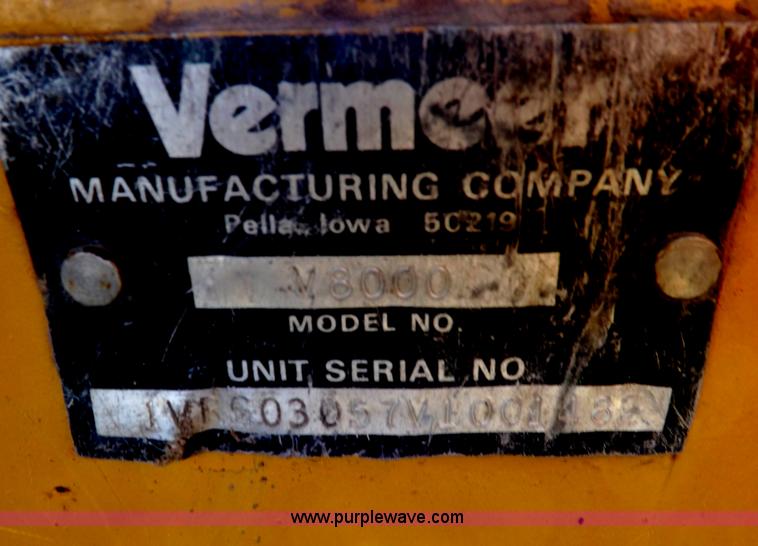 Vermeer
MANUFACTURING COMPANY
Pella, Iowa 50219
V8000
MODEL NO.
UNIT SERIAL NO
www.purplewave.com